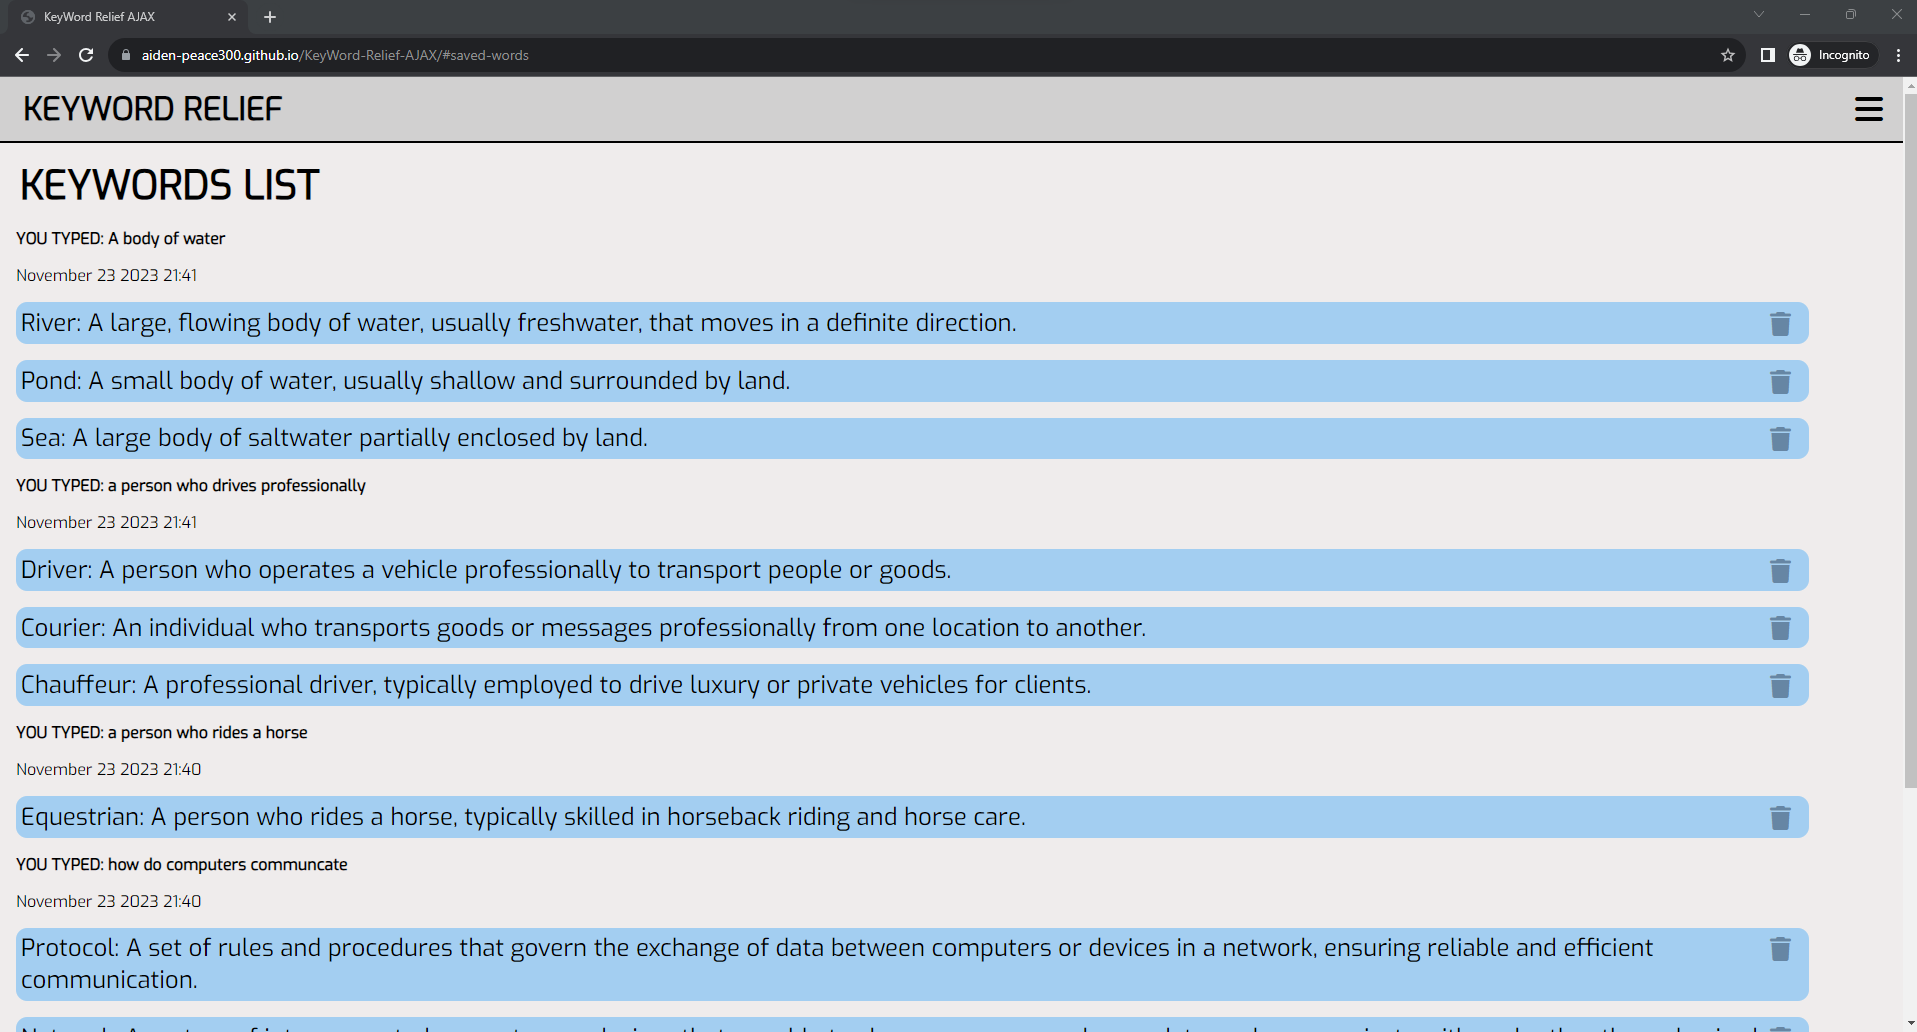 KeyWord Relief AJAX
aiden-peace300.github.io/KeyWord-Relief-AJAX/#saved-words
Incognito
KEYWORD RELIEF
KEYWORDS LIST
YOU TYPED: A body of water
November 23 2023 21:41
River: A large, flowing body of water, usually freshwater, that moves in a definite direction.
Pond: A small body of water, usually shallow and surrounded by land.
Sea: A large body of saltwater partially enclosed by land.
YOU TYPED: a person who drives professionally
November 23 2023 21:41
Driver: A person who operates a vehicle professionally to transport people or goods.
Courier: An individual who transports goods or messages professionally from one location to another.
Chauffeur: A professional driver, typically employed to drive luxury or private vehicles for clients.
YOU TYPED: a person who rides a horse
November 23 2023 21:40
Equestrian: A person who rides a horse, typically skilled in horseback riding and horse care.
YOU TYPED: how do computers communcate
November 23 2023 21:40
Protocol: A set of rules and procedures that govern the exchange of data between computers or devices in a network, ensuring reliable and efficient
communication.